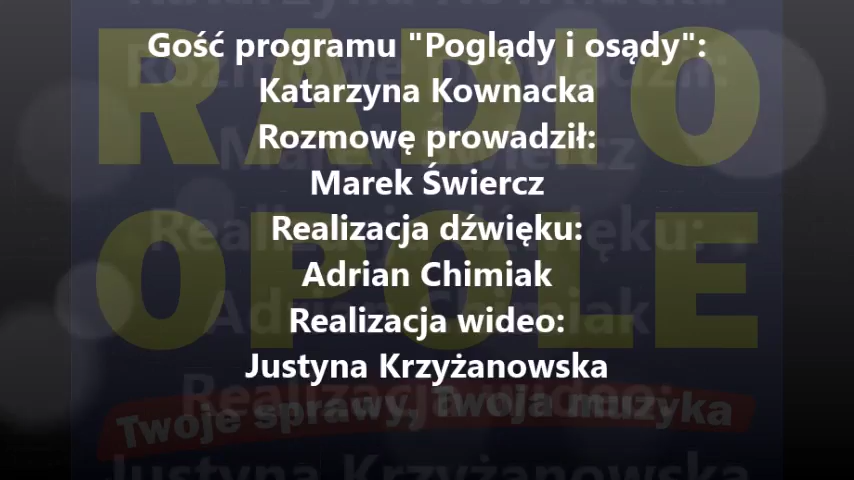 Gość programu "Poglądy i osądy":
Katarzyna Kownacka
Rozmowę prowadził:
Marek Świercz
Realizacja dźwięku:
Adrian Chimiak
Realizacja wideo:
Justyna Krzyżanowska
RADIO
OPOLE
Twoje sprawy, Twoja muzyka